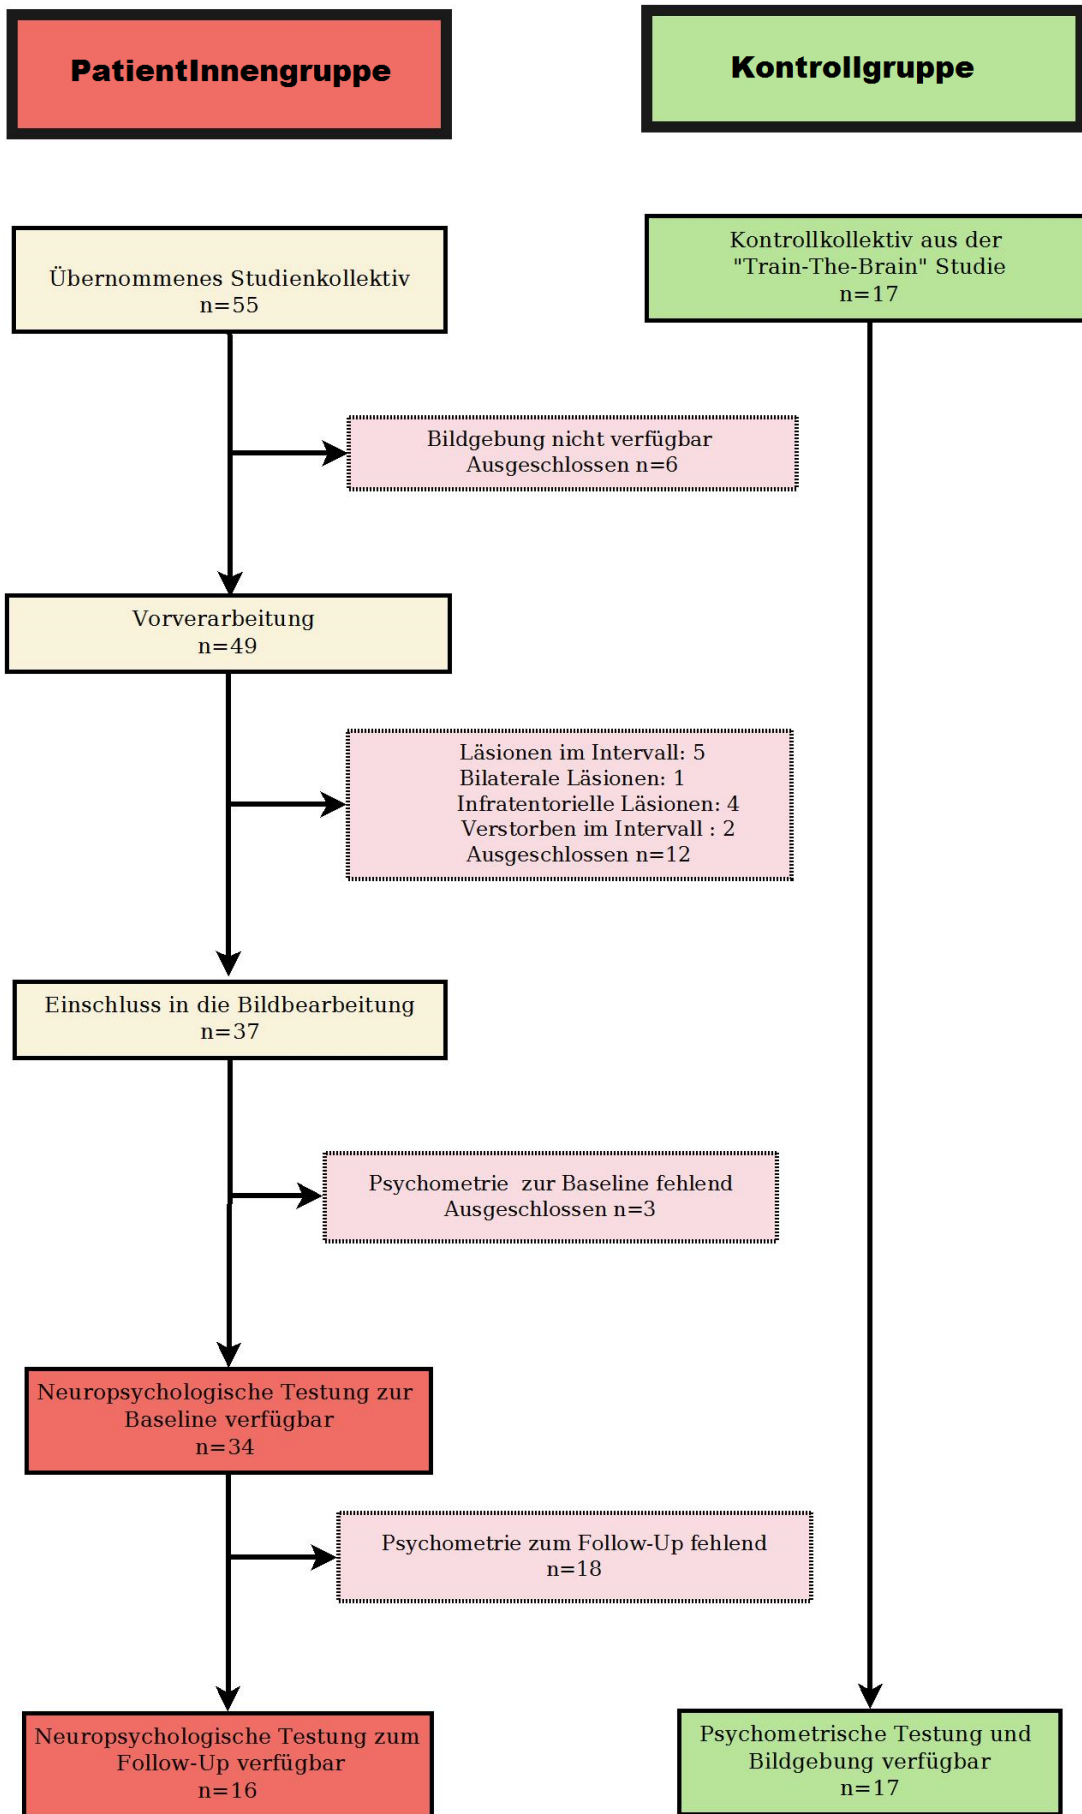 PatientInnengruppe
Kontrollgruppe
Übernommenes Studienkollektiv
n=55
Kontrollkollektiv aus der
"Train-The-Brain" Studie
n=17
Bildgebung nicht verfügbar
Ausgeschlossen n=6
Vorverarbeitung
n=49
Läsionen im Intervall: 5
Bilaterale Läsionen: 1
Infratentorielle Läsionen: 4
Verstorben im Intervall : 2
Ausgeschlossen n=12
Einschluss in die Bildbearbeitung
n=37
Psychometrie zur Baseline fehlend
Ausgeschlossen n=3
Neuropsychologische Testung zur
Baseline verfügbar
n=34
Psychometrie zum Follow-Up fehlend
n=18
Neuropsychologische Testung zum
Follow-Up verfügbar
n=16
Psychometrische Testung und
Bildgebung verfügbar
n=17